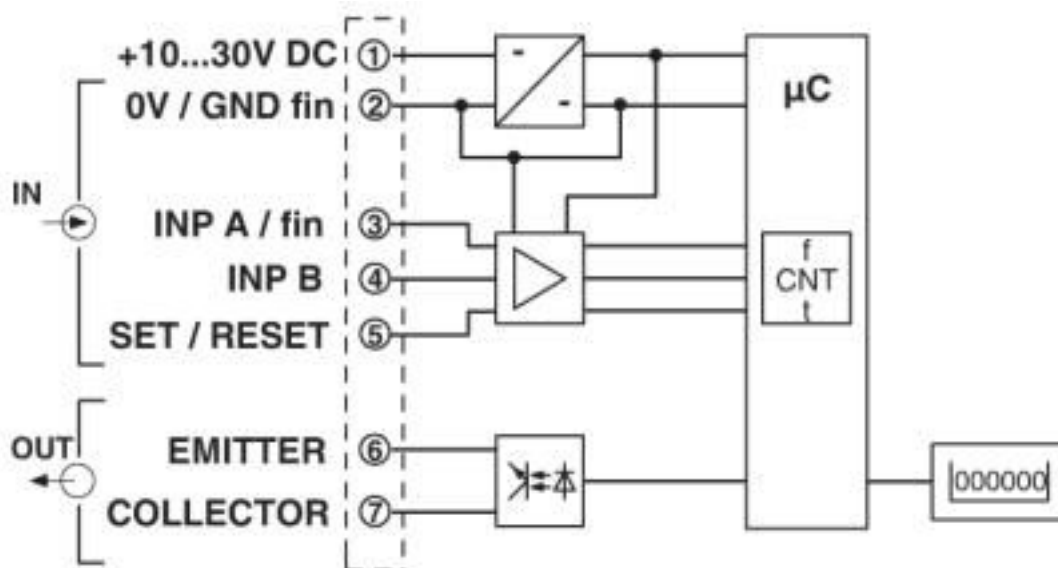 +10...30V DC ①
0V / GND fin ②
IN
INP A / fin ③
INP B ④
SET / RESET ⑤
OUT
EMITTER ⑥
COLLECTOR ⑦
µC
f
CNT
t
000000